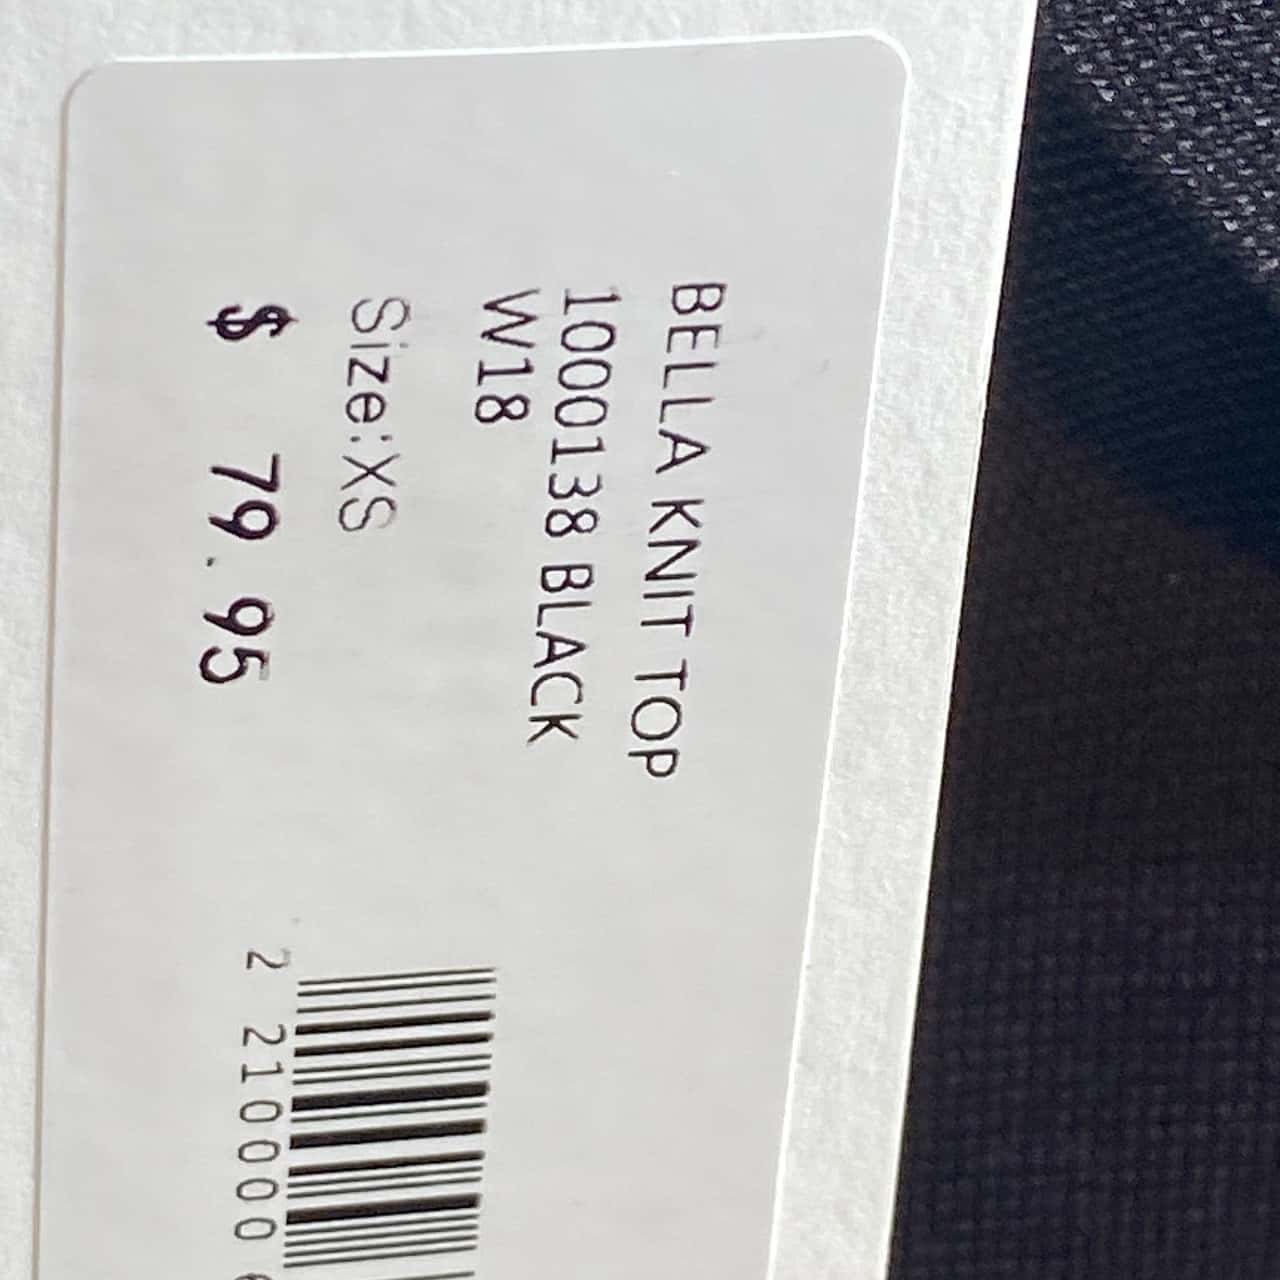 BELLA KNIT TOP
1000138 BLACK
W18
Size:XS
$ 79.95
2 210000